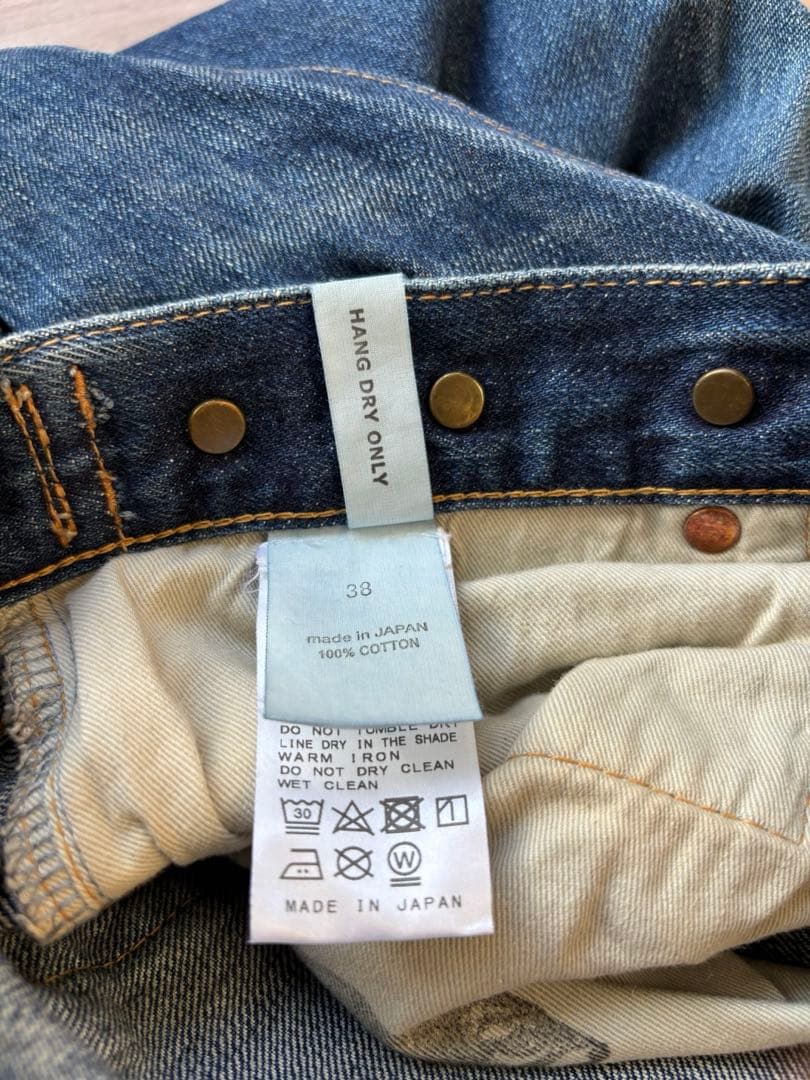 HANG DRY ONLY
38
made in JAPAN
100% COTTON
DO NOT TUMBLE DRY
LINE DRY IN THE SHADE
WARM IRON
DO NOT DRY CLEAN
WET CLEAN
30
W
MADE IN JAPAN